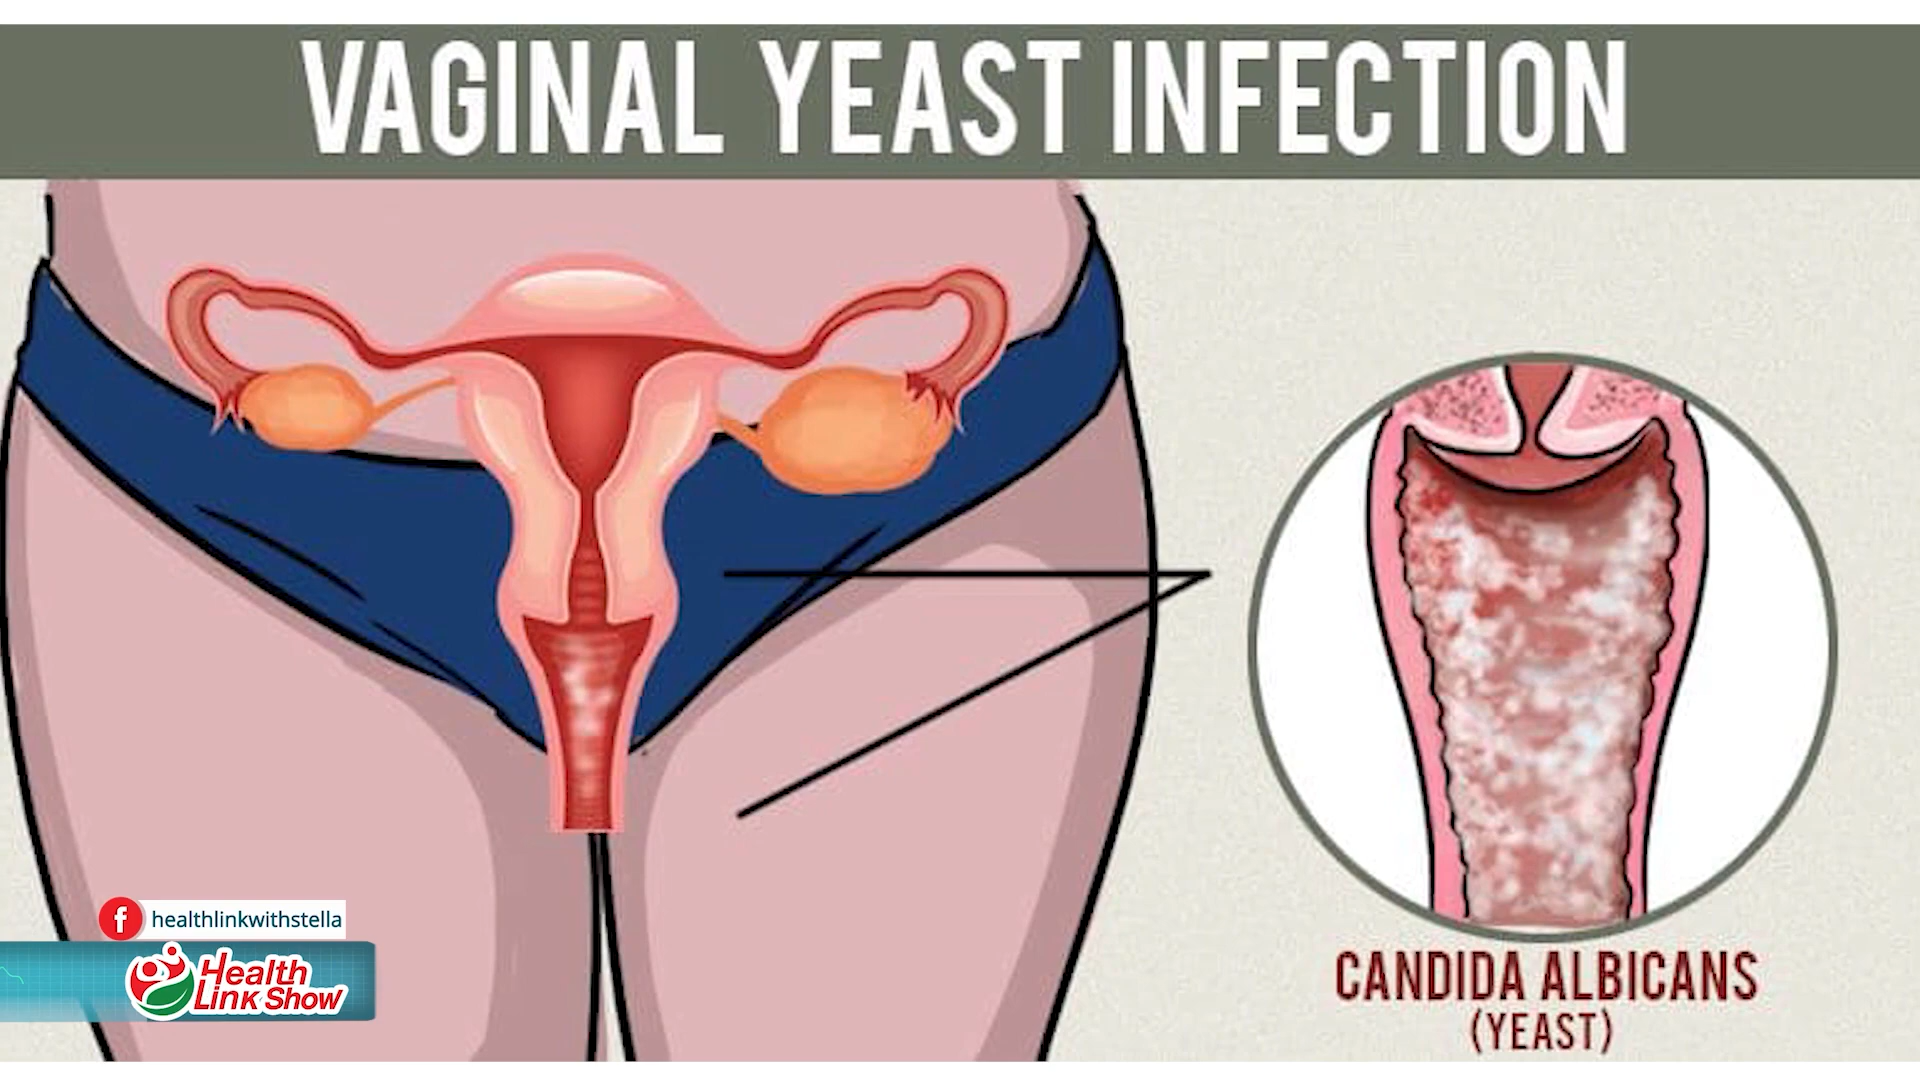 VAGINAL YEAST INFECTION
CANDIDA ALBICANS
(YEAST)
f healthlinkwithstella
Health
Link Show